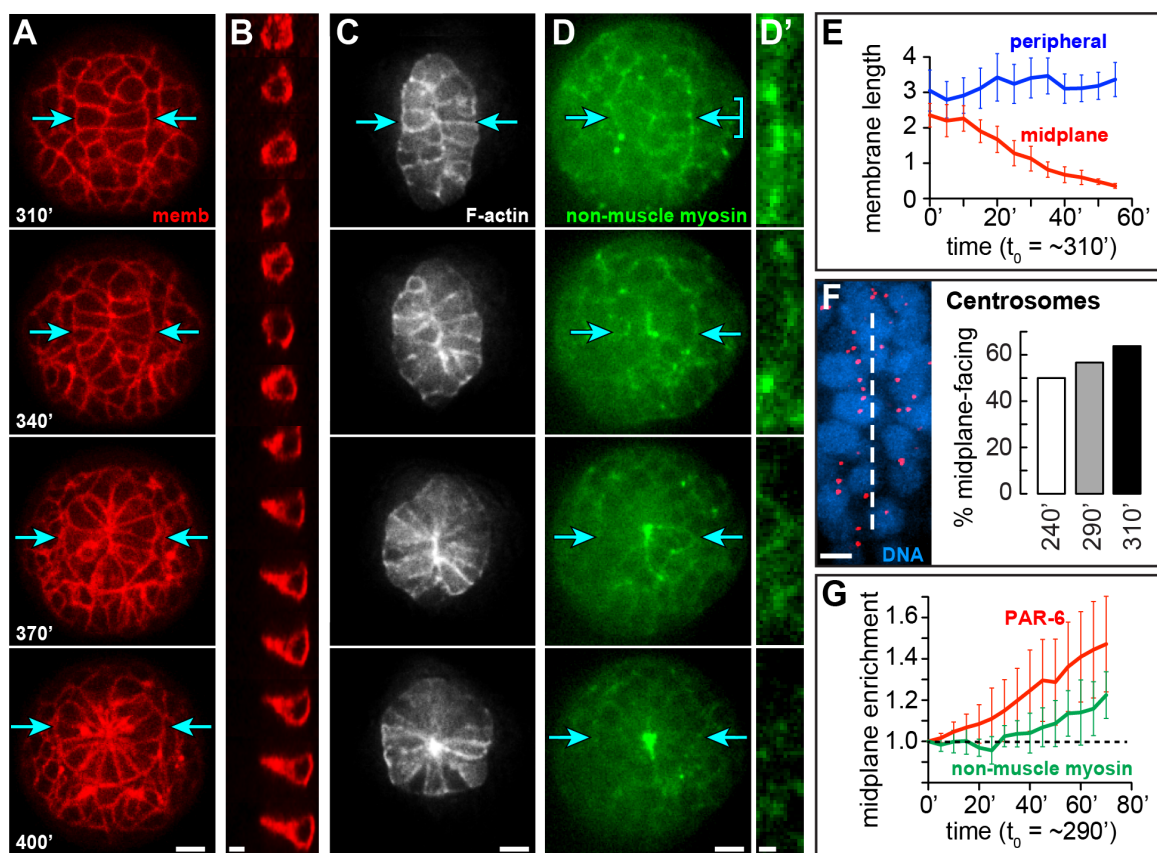 A
B
C
D
D’
310’
memb
F-actin
non-muscle myosin
340’
370’
400’
E
peripheral
midplane
membrane length
4
3
2
1
0
0’ 20’ 40’ 60’
time (t0 = ~310’)
F
Centrosomes
DNA
% midplane-facing
60
40
20
0
240’
290’
310’
G
PAR-6
non-muscle myosin
midplane enrichment
1.6
1.4
1.2
1.0
0’ 20’ 40’ 60’ 80’
time (t0 = ~290’)